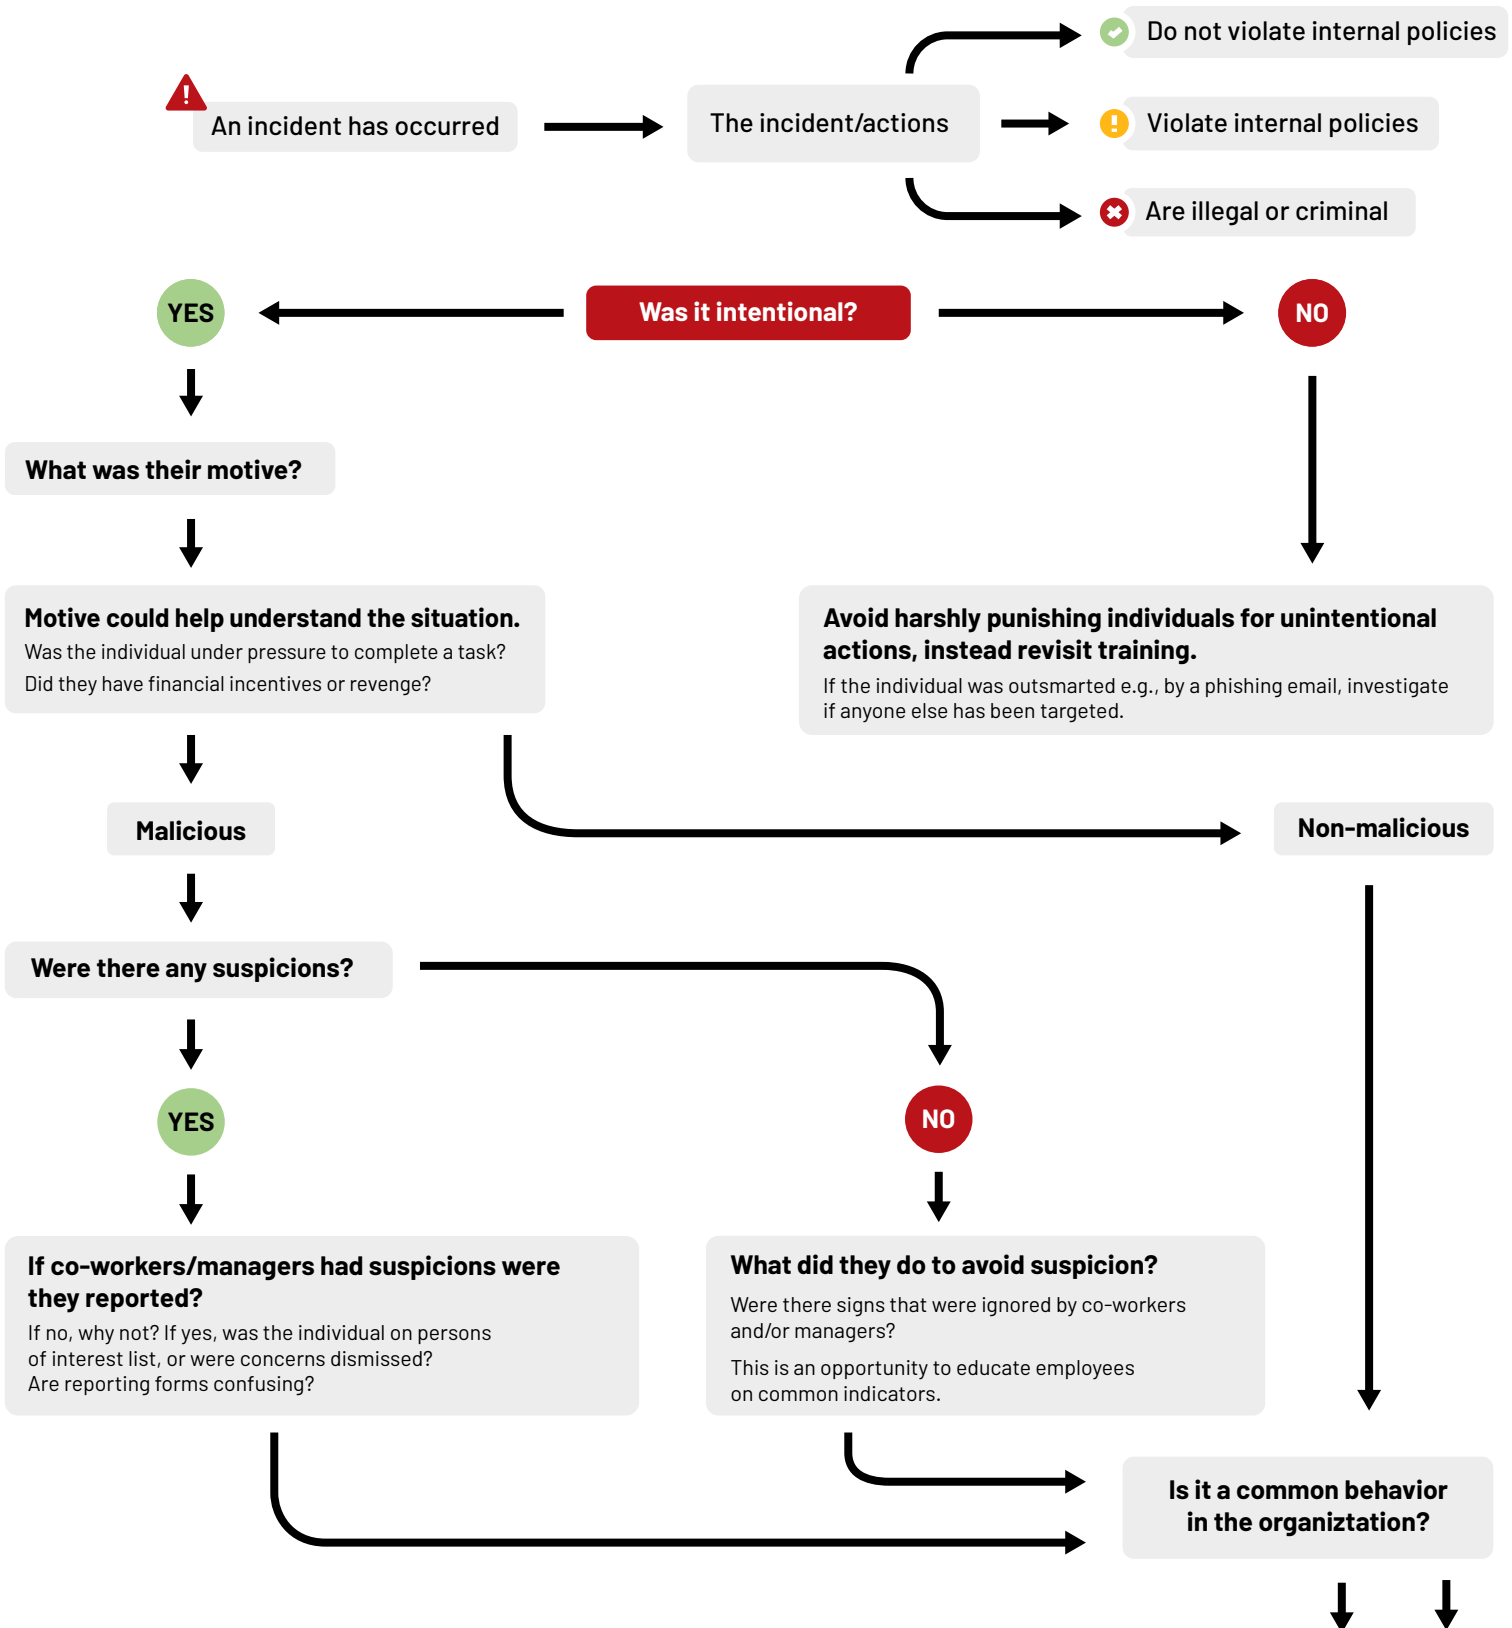 Do not violate internal policies
An incident has occurred
The incident/actions
Violate internal policies
Are illegal or criminal
YES
Was it intentional?
NO
What was their motive?
Motive could help understand the situation.
Was the individual under pressure to complete a task?
Did they have financial incentives or revenge?
Avoid harshly punishing individuals for unintentional
actions, instead revisit training.
If the individual was outsmarted e.g., by a phishing email, investigate
if anyone else has been targeted.
Malicious
Non-malicious
Were there any suspicions?
YES
NO
If co-workers/managers had suspicions were
they reported?
If no, why not? If yes, was the individual on persons
of interest list, or were concerns dismissed?
Are reporting forms confusing?
What did they do to avoid suspicion?
Were there signs that were ignored by co-workers
and/or managers?
This is an opportunity to educate employees
on common indicators.
Is it a common behavior
in the organiztation?